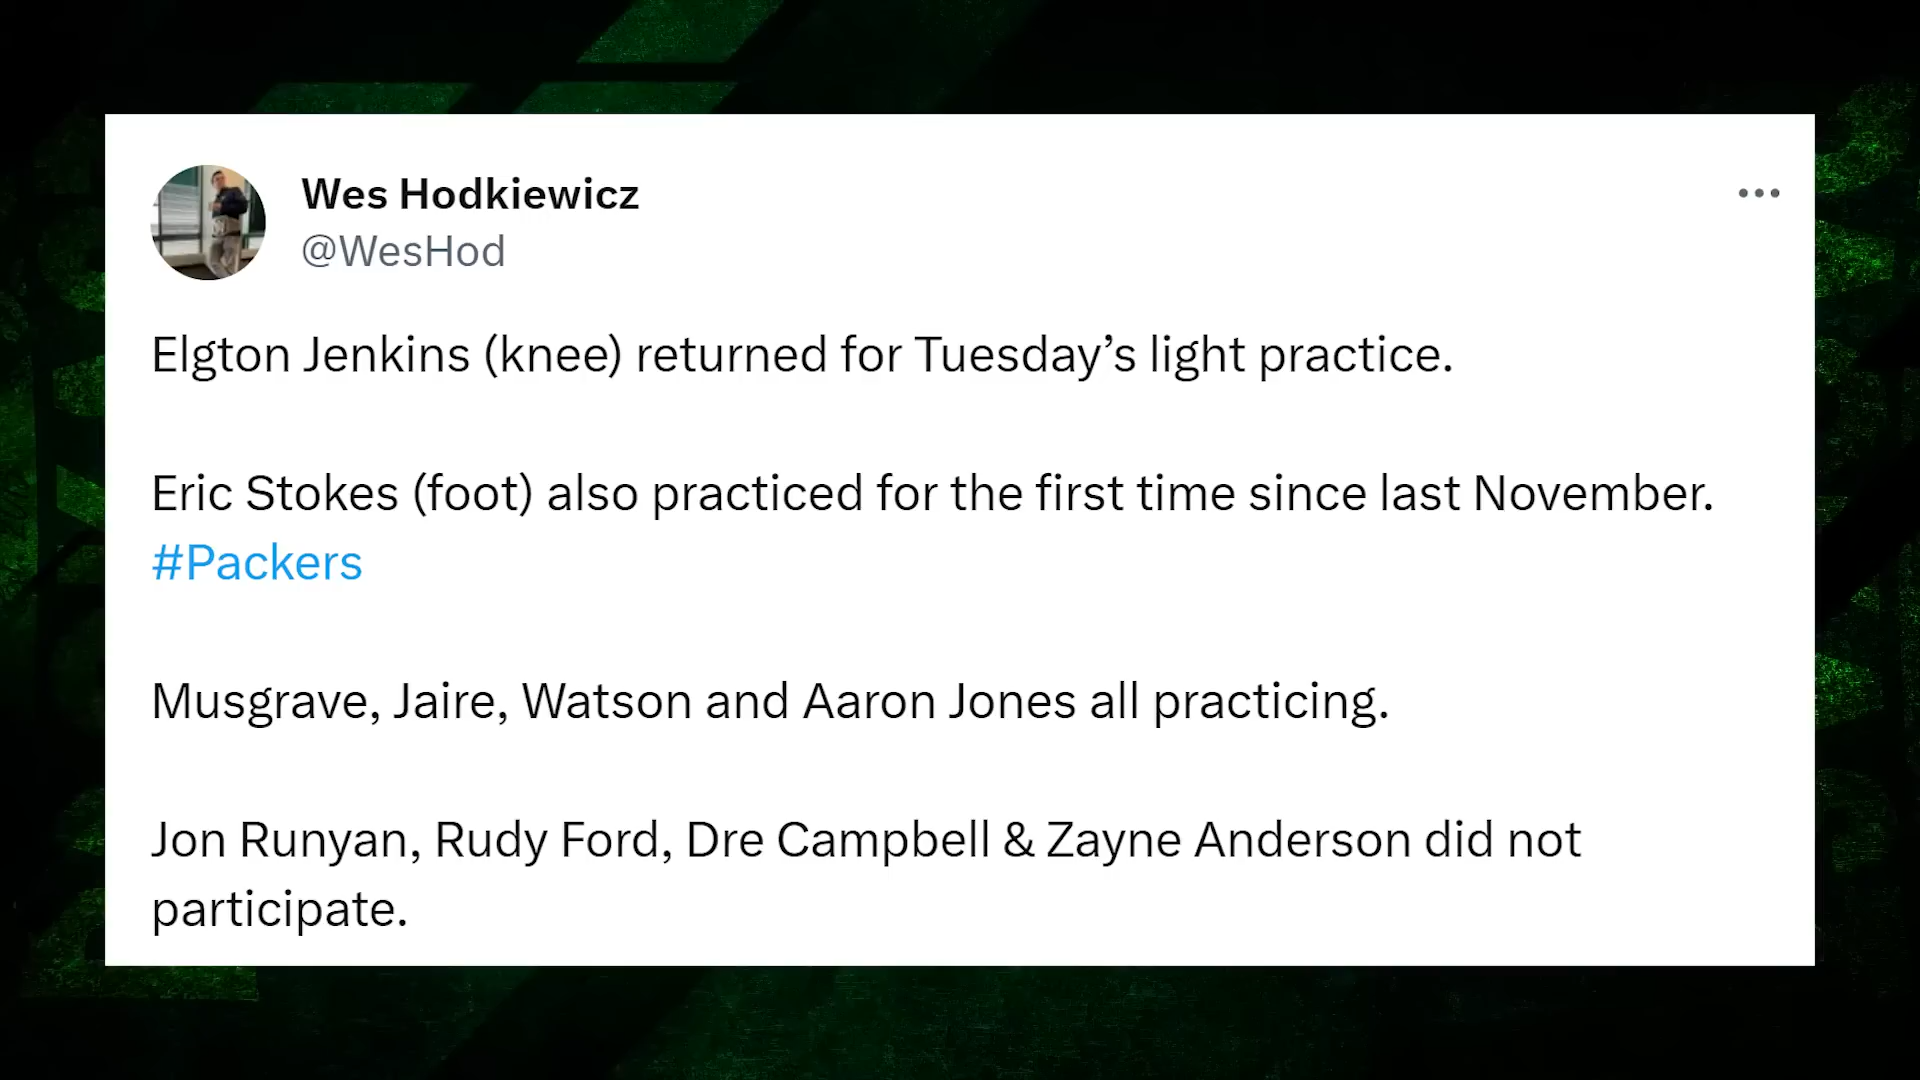 Wes Hodkiewicz
@WesHod
Elgton Jenkins (knee) returned for Tuesday’s light practice.
Eric Stokes (foot) also practiced for the first time since last November.
#Packers
Musgrave, Jaire, Watson and Aaron Jones all practicing.
Jon Runyan, Rudy Ford, Dre Campbell & Zayne Anderson did not
participate.